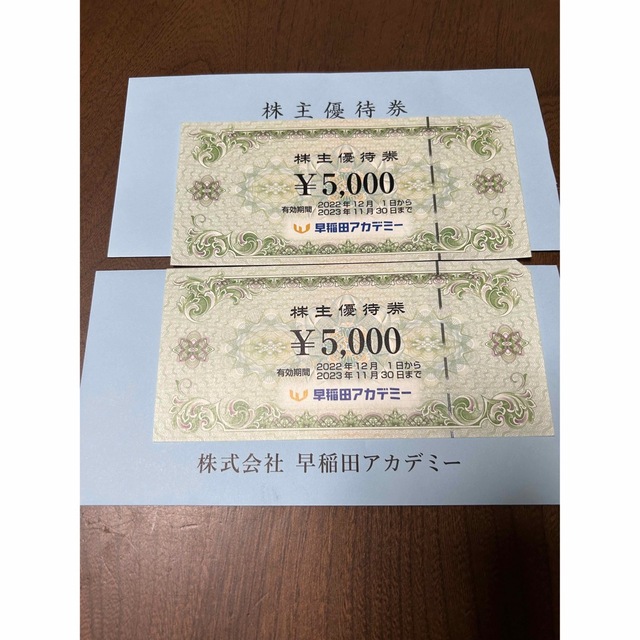 株主優待券
株主優待券
￥5,000
有効期間 2022年12月 1日から
2023年11月30日まで
早稲田アカデミー
株主優待券
￥5,000
有効期間 2022年12月 1日から
2023年11月30日まで
早稲田アカデミー
株式会社 早稲田アカデミー